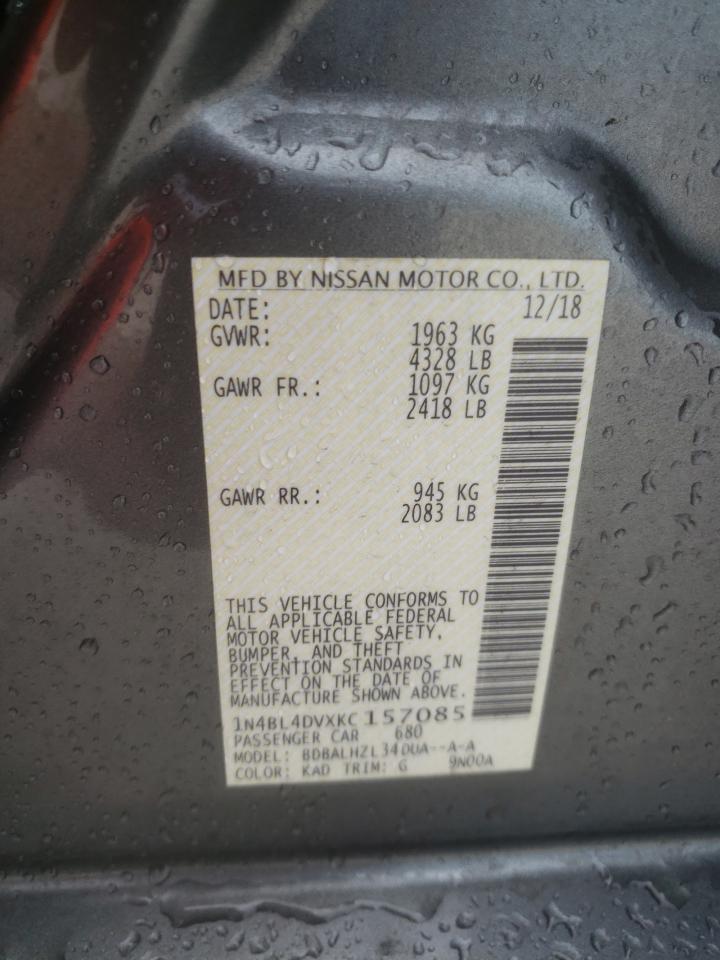 MFD BY NISSAN MOTOR CO., LTD.
DATE: 12/18
GVWR: 1963 KG
4328 LB
GAWR FR.: 1097 KG
2418 LB
GAWR RR.: 945 KG
2083 LB
THIS VEHICLE CONFORMS TO
ALL APPLICABLE FEDERAL
MOTOR VEHICLE SAFETY,
BUMPER, AND THEFT
PREVENTION STANDARDS IN
EFFECT ON THE DATE OF
MANUFACTURE SHOWN ABOVE.
1N4BL4DVXKC157085
PASSENGER CAR 680
MODEL: BDBALHZL34DUA--A-A
COLOR: KAD TRIM: G 9N00A